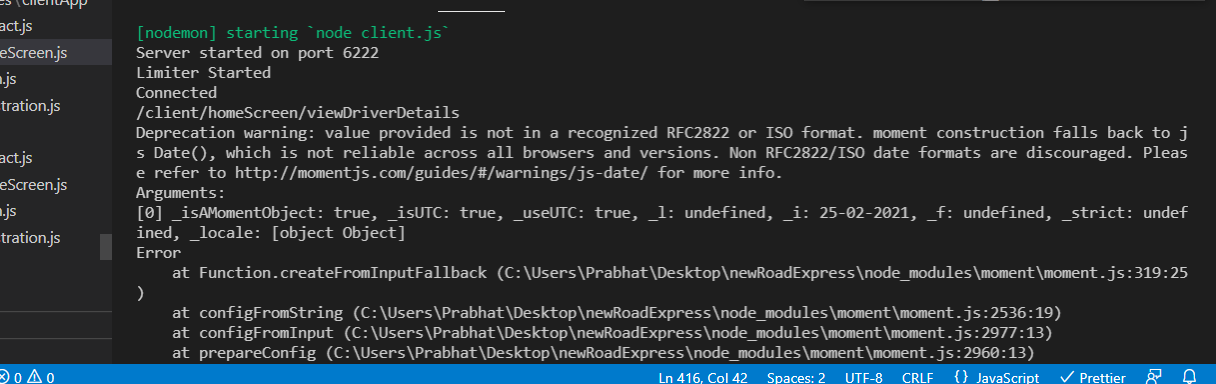 clientApp
act.js
eScreen.js
.js
tration.js
act.js
eScreen.js
.js
tration.js
[nodemon] starting `node client.js`
Server started on port 6222
Limiter Started
Connected
/client/homeScreen/viewDriverDetails
Deprecation warning: value provided is not in a recognized RFC2822 or ISO format. moment construction falls back to j
s Date(), which is not reliable across all browsers and versions. Non RFC2822/ISO date formats are discouraged. Pleas
e refer to http://momentjs.com/guides/#/warnings/js-date/ for more info.
Arguments:
[0] _isAMomentObject: true, _isUTC: true, _useUTC: true, _l: undefined, _i: 25-02-2021, _f: undefined, _strict: undef
ined, _locale: [object Object]
Error
    at Function.createFromInputFallback (C:\Users\Prabhat\Desktop\newRoadExpress\node_modules\moment\moment.js:319:25
)
    at configFromString (C:\Users\Prabhat\Desktop\newRoadExpress\node_modules\moment\moment.js:2536:19)
    at configFromInput (C:\Users\Prabhat\Desktop\newRoadExpress\node_modules\moment\moment.js:2977:13)
    at prepareConfig (C:\Users\Prabhat\Desktop\newRoadExpress\node_modules\moment\moment.js:2960:13)
0 0 Ln 416, Col 42 Spaces: 2 UTF-8 CRLF {} JavaScript Prettier